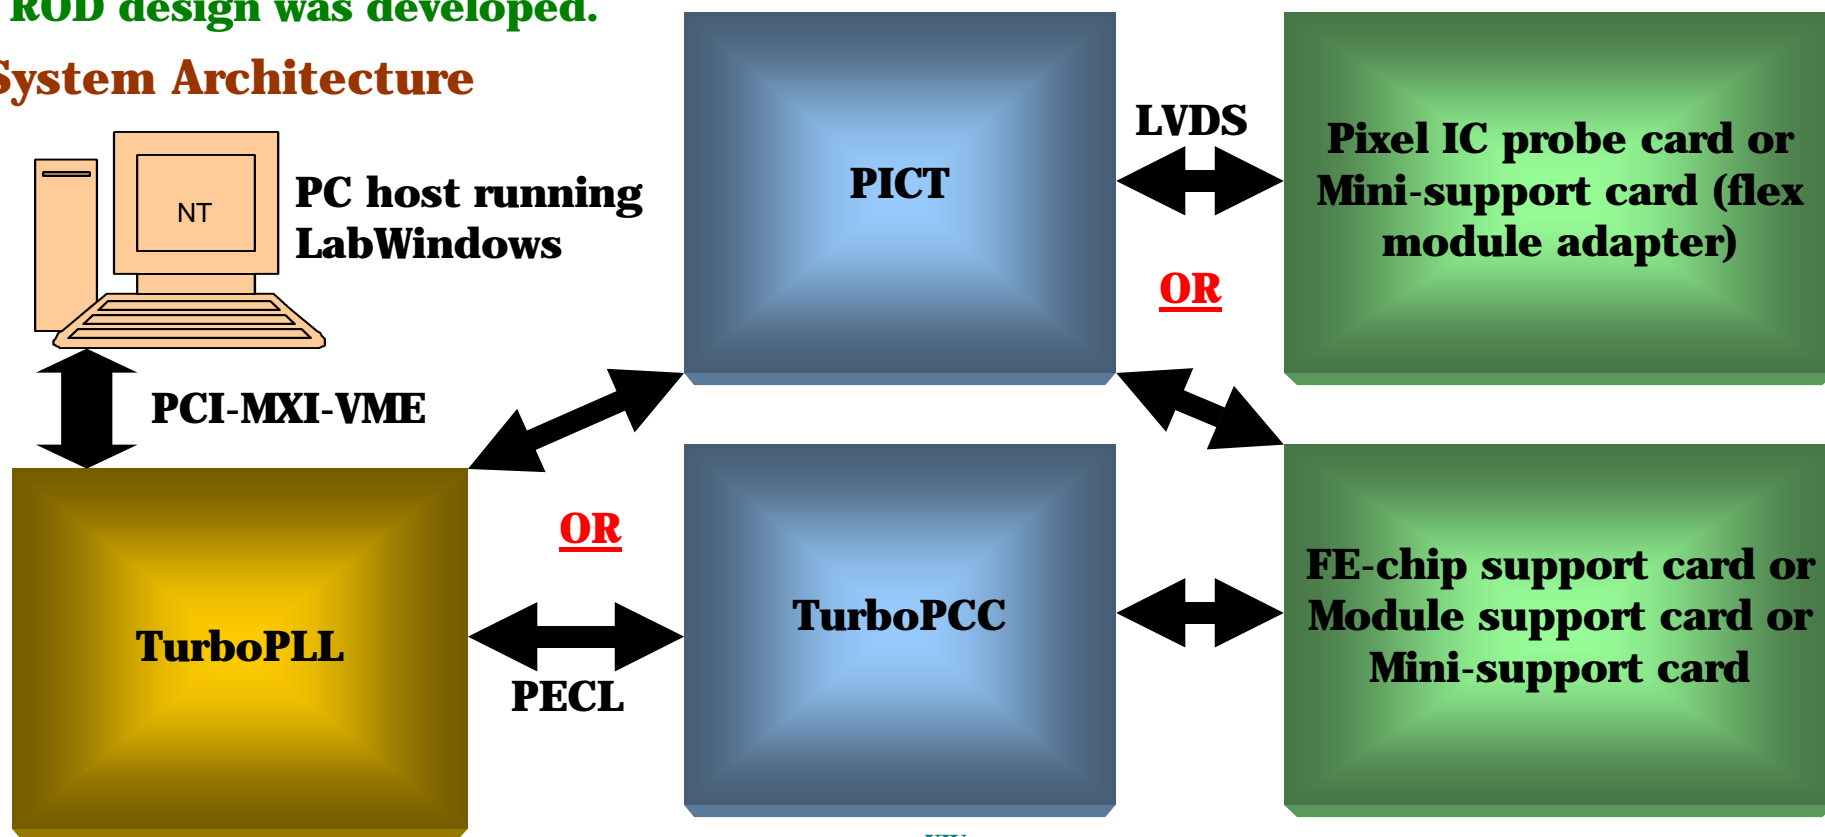 ROD design was developed.
System Architecture
NT
PC host running
LabWindows
PCI-MXI-VME
TurboPLL
OR
PECL
PICT
TurboPCC
LVDS
OR
Pixel IC probe card or
Mini-support card (flex
module adapter)
FE-chip support card or
Module support card or
Mini-support card